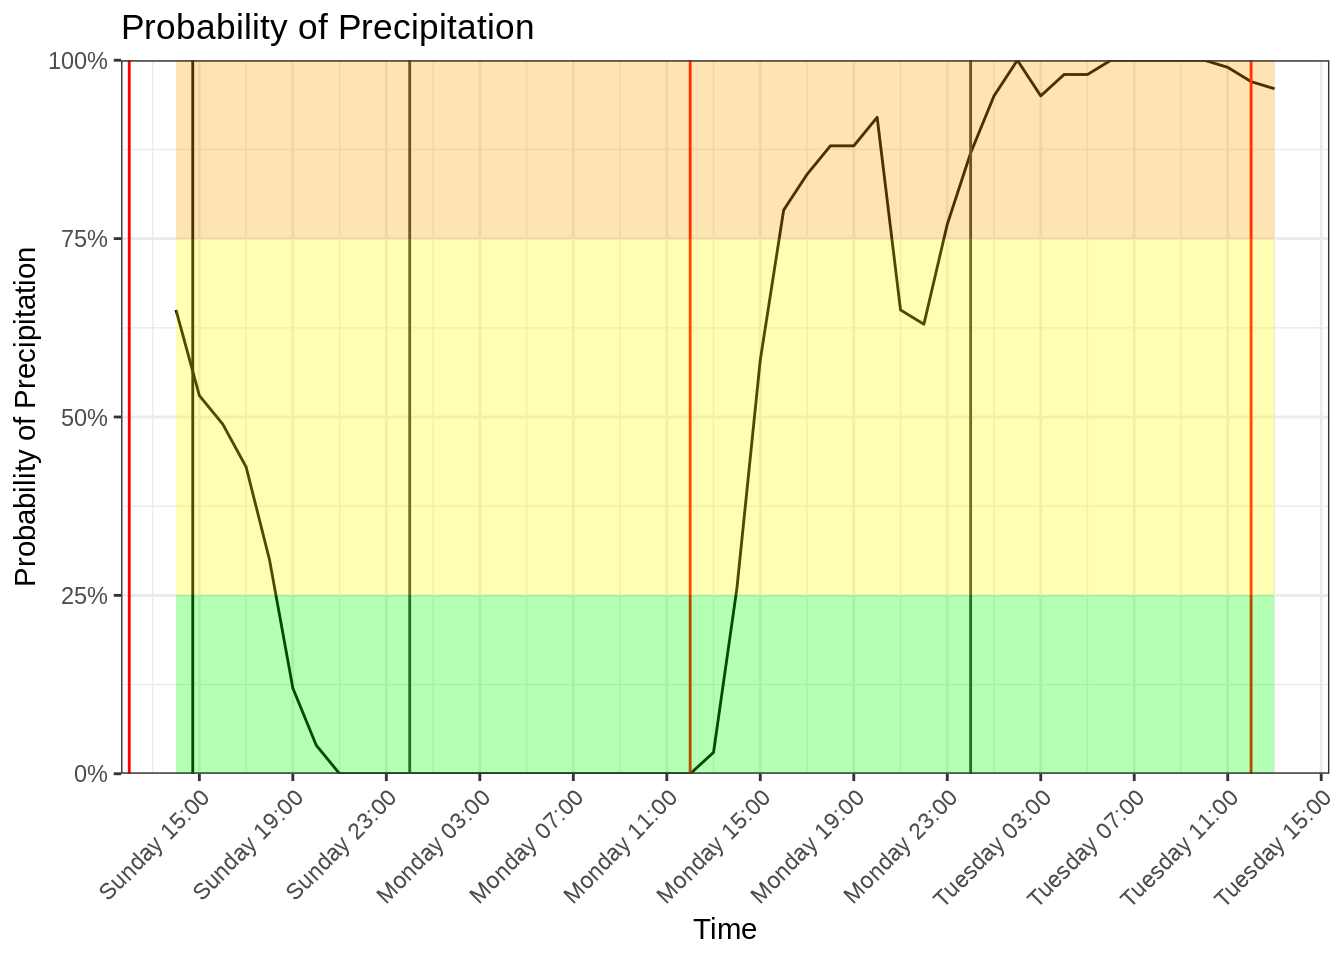 Probability of Precipitation
Probability of Precipitation
100%
75%
50%
25%
0%
Sunday 15:00
Sunday 19:00
Sunday 23:00
Monday 03:00
Monday 07:00
Monday 11:00
Monday 15:00
Monday 19:00
Monday 23:00
Tuesday 03:00
Tuesday 07:00
Tuesday 11:00
Tuesday 15:00
Time